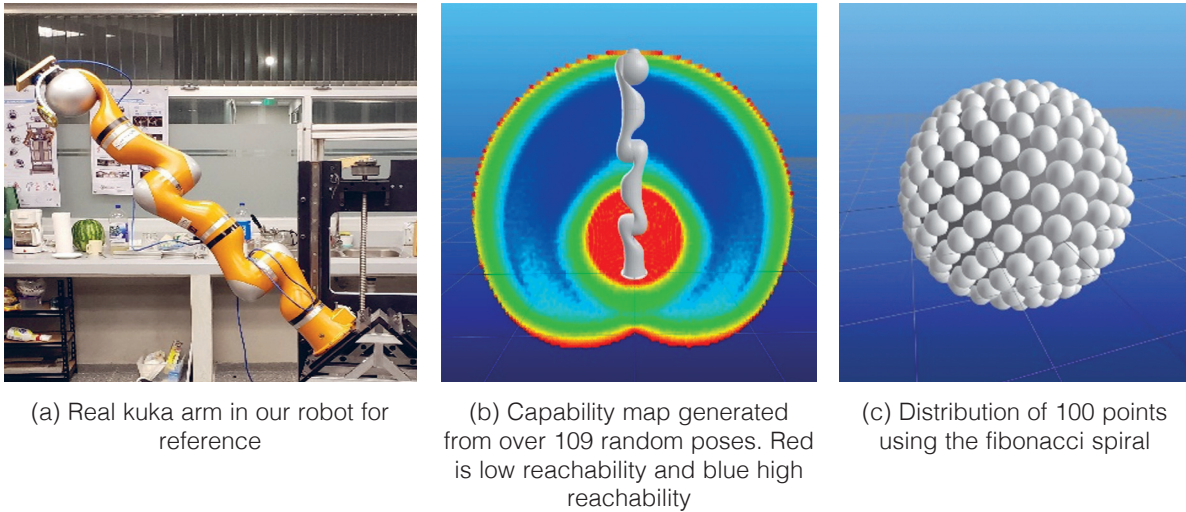 (a) Real kuka arm in our robot for
reference
(b) Capability map generated
from over 109 random poses. Red
is low reachability and blue high
reachability
(c) Distribution of 100 points
using the fibonacci spiral